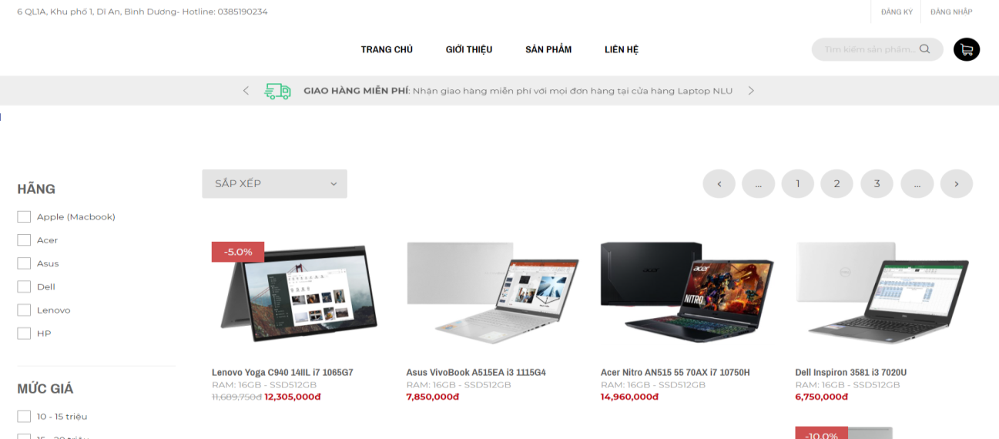 6 QL1A, Khu phố 1, Dĩ An, Bình Dương- Hotline: 0385190234
ĐĂNG KÝ
ĐĂNG NHẬP
TRANG CHỦ
GIỚI THIỆU
SẢN PHẨM
LIÊN HỆ
Tìm kiếm sản phẩm...
GIAO HÀNG MIỄN PHÍ: Nhận giao hàng miễn phí với mọi đơn hàng tại cửa hàng Laptop NLU
HÃNG
Apple (Macbook)
Acer
Asus
Dell
Lenovo
HP
MỨC GIÁ
10 - 15 triệu
15 - 20 triệu
SẮP XẾP
‹ ... 1 2 3 ... ›
-5.0%
Lenovo Yoga C940 14IIL i7 1065G7
RAM: 16GB - SSD512GB
11,689,750đ 12,305,000đ
Asus VivoBook A515EA i3 1115G4
RAM: 16GB - SSD512GB
7,850,000đ
acer
acer
NITRO
Acer Nitro AN515 55 70AX i7 10750H
RAM: 16GB - SSD512GB
14,960,000đ
DELL
Dell Inspiron 3581 i3 7020U
RAM: 16GB - SSD512GB
6,750,000đ
-10.0%